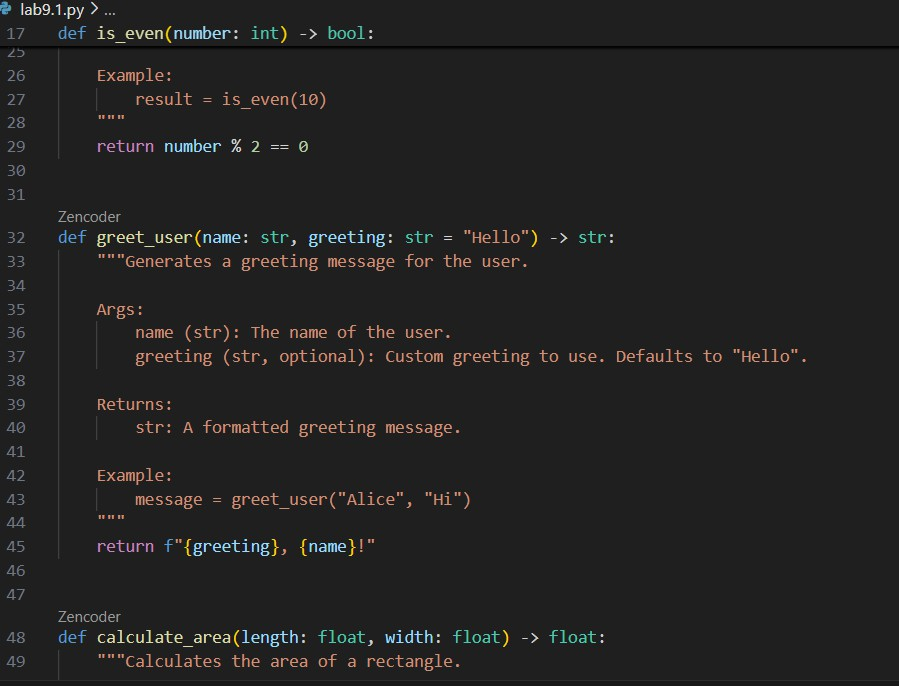 lab9.1.py > ...
17 def is_even(number: int) -> bool:
25
26 Example:
27 result = is_even(10)
28 """
29 return number % 2 == 0
30
31
Zencoder
32 def greet_user(name: str, greeting: str = "Hello") -> str:
33 """Generates a greeting message for the user.
34
35 Args:
36 name (str): The name of the user.
37 greeting (str, optional): Custom greeting to use. Defaults to "Hello".
38
39 Returns:
40 str: A formatted greeting message.
41
42 Example:
43 message = greet_user("Alice", "Hi")
44 """
45 return f"{greeting}, {name}!"
46
47
Zencoder
48 def calculate_area(length: float, width: float) -> float:
49 """Calculates the area of a rectangle.